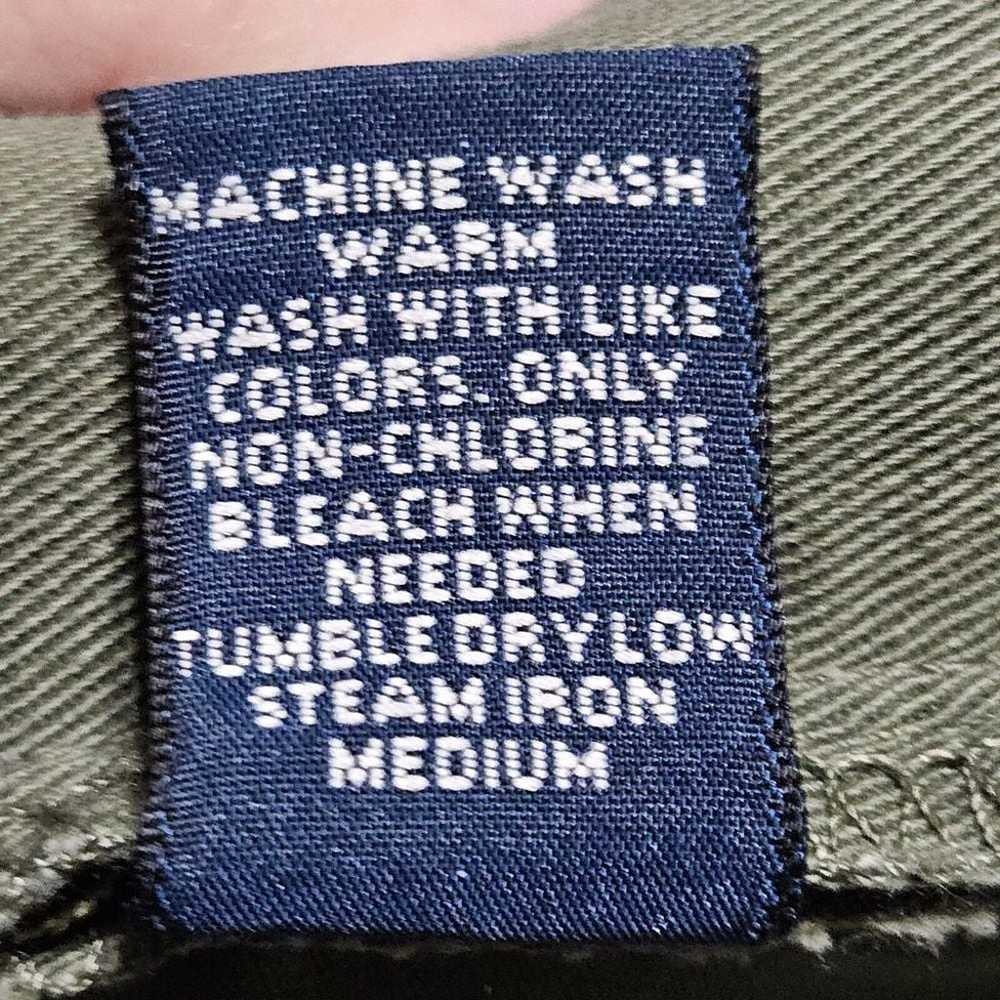 MACHINE WASH
WARM
WASH WITH LIKE
COLORS. ONLY
NON-CHLORINE
BLEACH WHEN
NEEDED
TUMBLE DRY LOW
STEAM IRON
MEDIUM